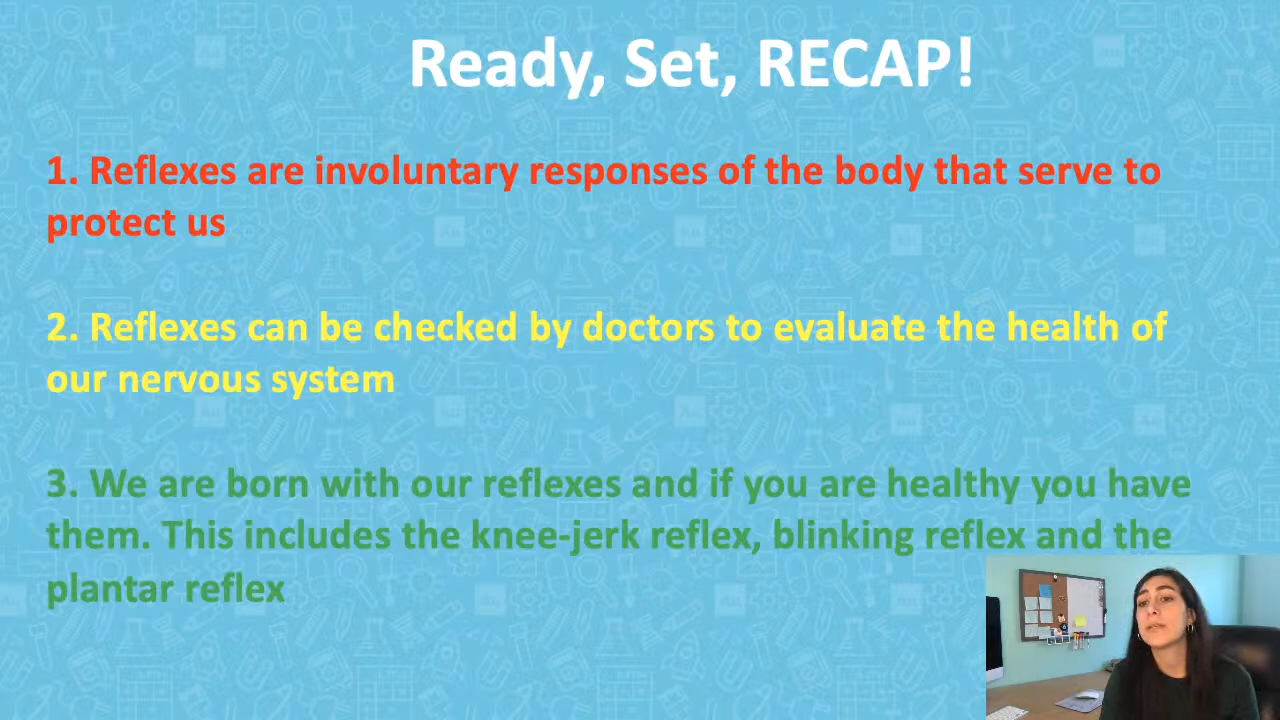 Ready, Set, RECAP!
1. Reflexes are involuntary responses of the body that serve to
protect us
2. Reflexes can be checked by doctors to evaluate the health of
our nervous system
3. We are born with our reflexes and if you are healthy you have
them. This includes the knee-jerk reflex, blinking reflex and the
plantar reflex